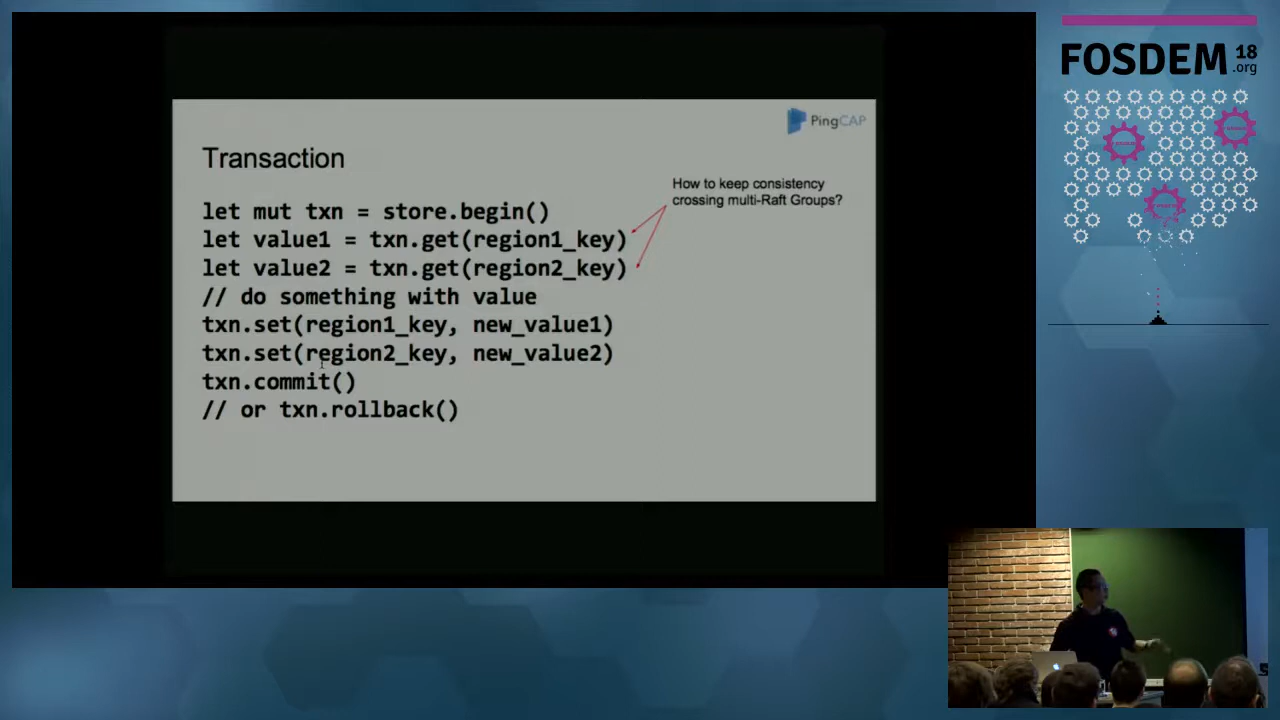 PingCAP
Transaction
How to keep consistency
crossing multi-Raft Groups?
let mut txn = store.begin()
let value1 = txn.get(region1_key)
let value2 = txn.get(region2_key)
// do something with value
txn.set(region1_key, new_value1)
txn.set(region2_key, new_value2)
txn.commit()
// or txn.rollback()
FOSDEM 18
.org